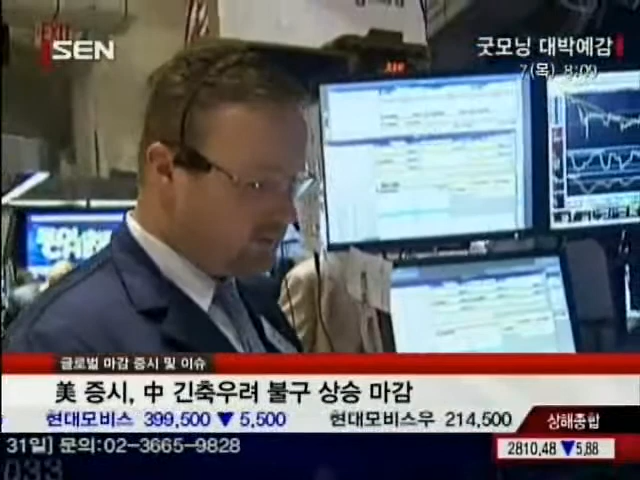 SEN
굿모닝 대박예감
7(목) 8:00
글로벌 마감 증시 및 이슈
美 증시, 中 긴축우려 불구 상승 마감
현대모비스 399,500 ▼ 5,500 현대모비스우 214,500
상해종합
31일] 문의:02-3665-9828
2810.48 ▼ 5.88